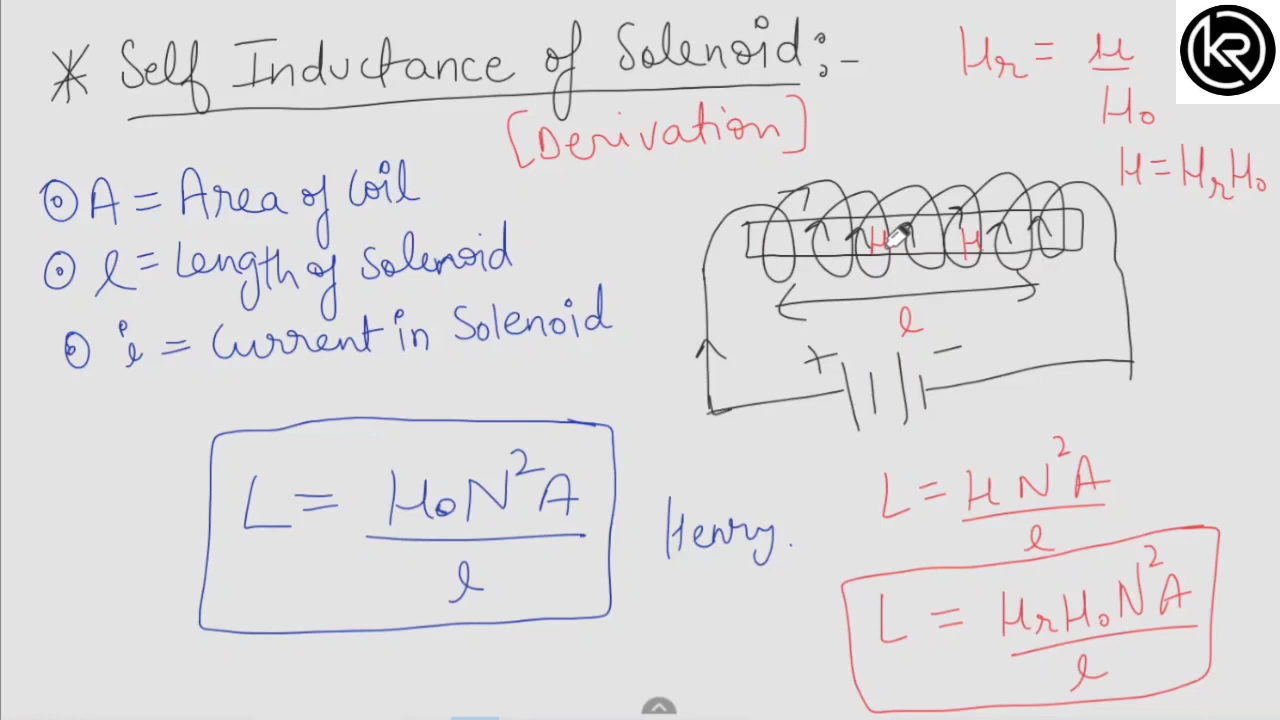 * Self Inductance of Solenoid:-
[Derivation]
μr = μ / μ0
μ = μrμ0
KR
⊙ A = Area of Coil
⊙ l = Length of Solenoid
⊙ i = Current in Solenoid
μ μ
l
+ -
L = μ0N²A / l
Henry.
L = μN²A / l
L = μrμ0N²A / l